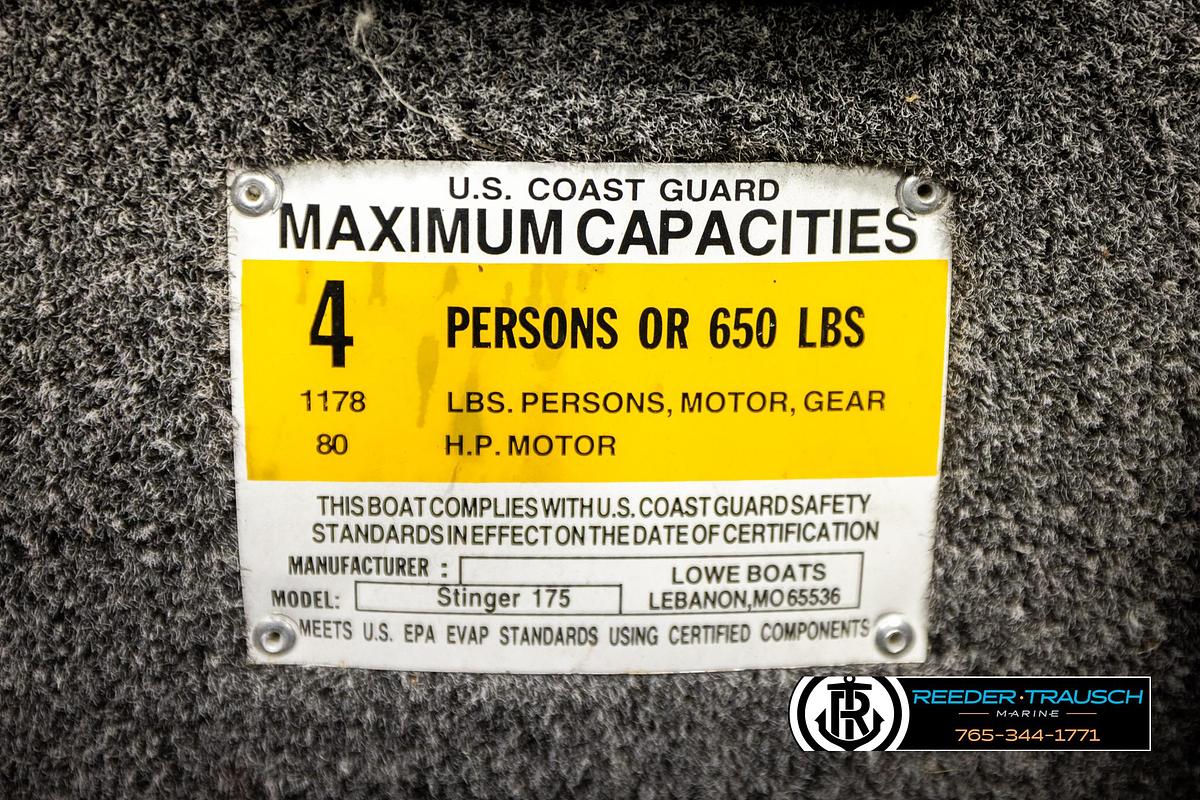 U.S. COAST GUARD
MAXIMUM CAPACITIES
4 PERSONS OR 650 LBS
1178 LBS. PERSONS, MOTOR, GEAR
80 H.P. MOTOR
THIS BOAT COMPLIES WITH U.S. COAST GUARD SAFETY
STANDARDS IN EFFECT ON THE DATE OF CERTIFICATION
MANUFACTURER : LOWE BOATS
MODEL: Stinger 175 LEBANON, MO 65536
MEETS U.S. EPA EVAP STANDARDS USING CERTIFIED COMPONENTS
TR
REEDER·TRAUSCH
MARINE
765-344-1771